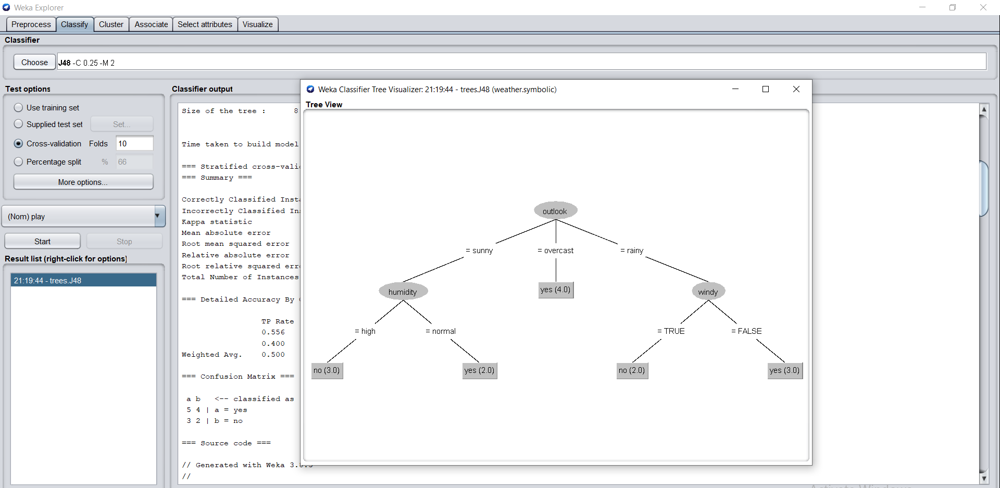 Weka Explorer
Preprocess Classify Cluster Associate Select attributes Visualize
Classifier
Choose J48 -C 0.25 -M 2
Test options
Use training set
Supplied test set Set...
Cross-validation Folds 10
Percentage split % 66
More options...
(Nom) play
Start Stop
Result list (right-click for options)
21:19:44 - trees.J48
Classifier output
Size of the tree : 8
Time taken to build model
=== Stratified
=== Summary ===
Correctly Classified
Incorrectly Classified
Kappa statistic
Mean absolute error
Root mean squared error
Relative absolute error
Root relative squared
Total Number of Instances
=== Detailed Accuracy By
TP Rate
0.556
0.400
Weighted Avg. 0.500
=== Confusion Matrix ===
a b <-- classified as
5 4 | a = yes
3 2 | b = no
=== Source code ===
// Generated with Weka
//
Weka Classifier Tree Visualizer: 21:19:44 - trees.J48 (weather.symbolic)
Tree View
outlook
= sunny = overcast = rainy
humidity yes (4.0) windy
= high = normal = TRUE = FALSE
no (3.0) yes (2.0) no (2.0) yes (3.0)